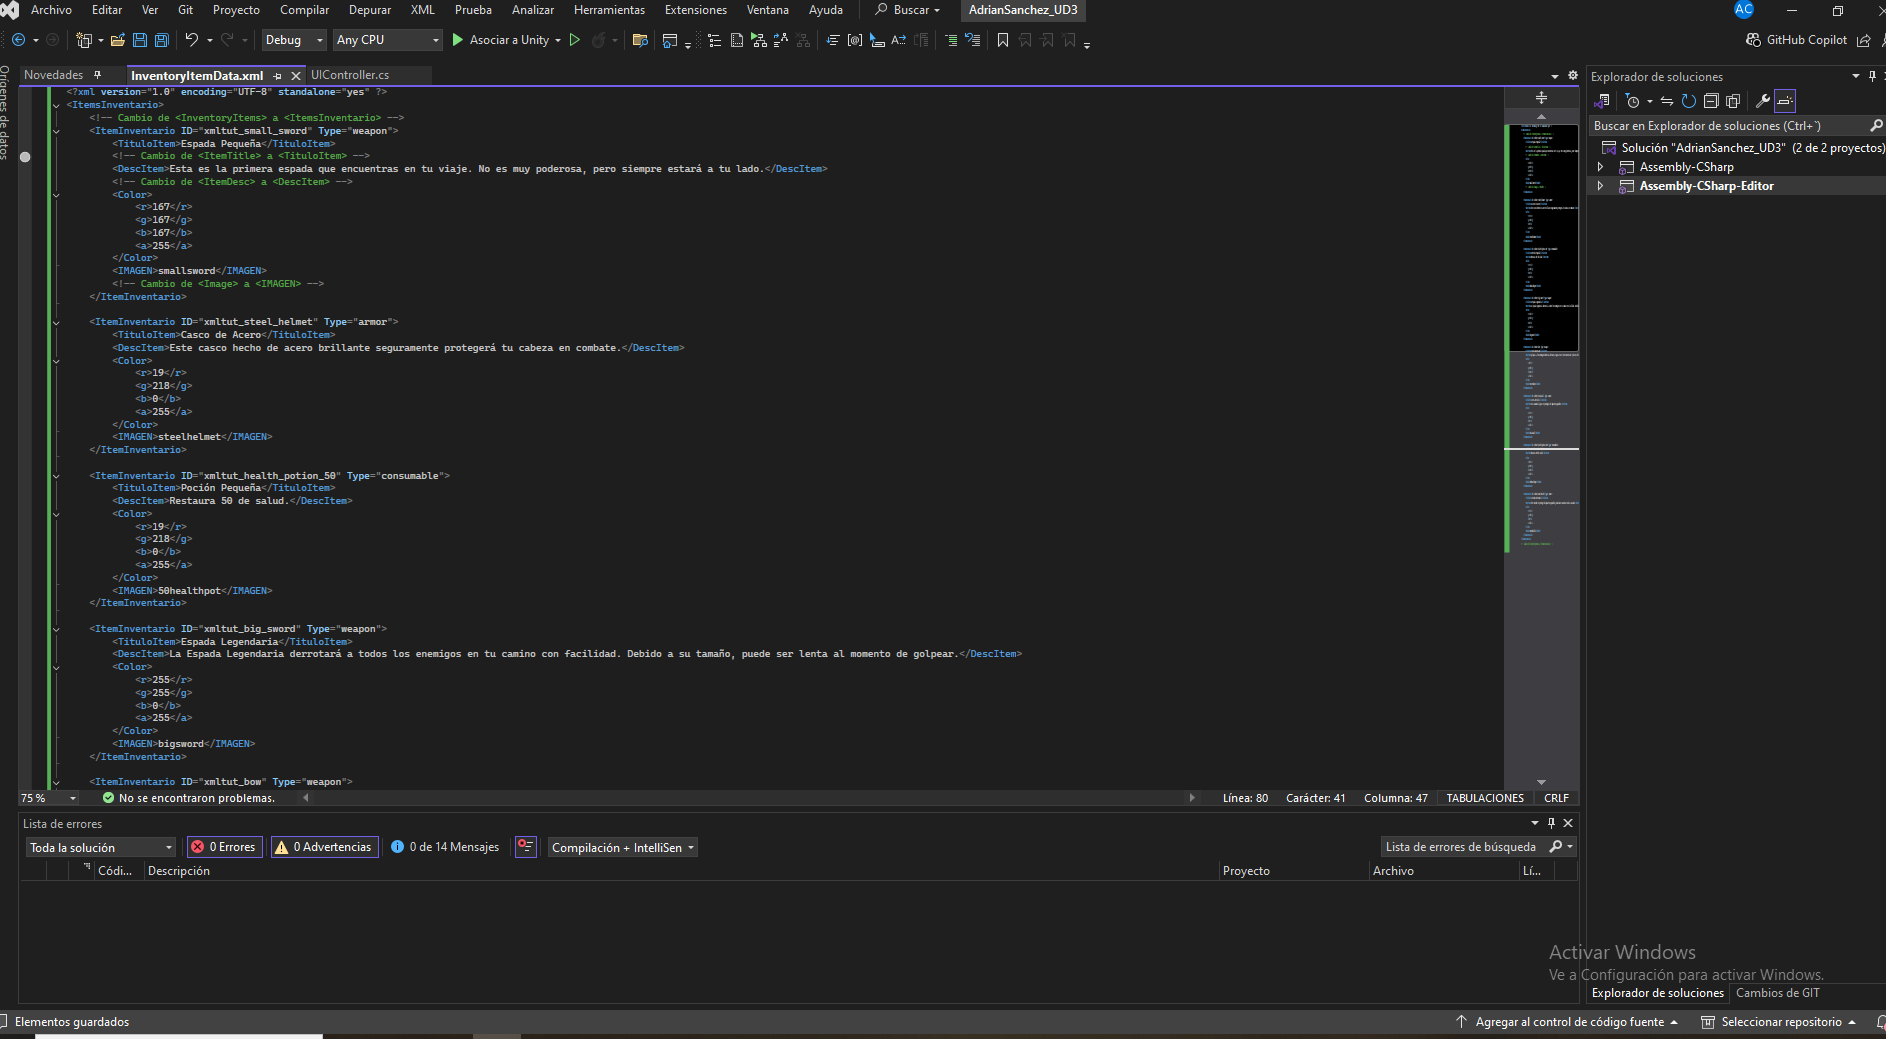 Archivo Editar Ver Git Proyecto Compilar Depurar XML Prueba Analizar Herramientas Extensiones Ventana Ayuda Buscar AdrianSanchez_UD3 AC
Debug Any CPU Asociar a Unity GitHub Copilot
Orígenes de datos
Novedades InventoryItemData.xml UIController.cs
<?xml version="1.0" encoding="UTF-8" standalone="yes" ?>
<ItemsInventario>
<!-- Cambio de <InventoryItems> a <ItemsInventario> -->
<ItemInventario ID="xmltut_small_sword" Type="weapon">
<TituloItem>Espada Pequeña</TituloItem>
<!-- Cambio de <ItemTitle> a <TituloItem> -->
<DescItem>Esta es la primera espada que encuentras en tu viaje. No es muy poderosa, pero siempre estará a tu lado.</DescItem>
<!-- Cambio de <ItemDesc> a <DescItem> -->
<Color>
<r>167</r>
<g>167</g>
<b>167</b>
<a>255</a>
</Color>
<IMAGEN>smallsword</IMAGEN>
<!-- Cambio de <Image> a <IMAGEN> -->
</ItemInventario>
<ItemInventario ID="xmltut_steel_helmet" Type="armor">
<TituloItem>Casco de Acero</TituloItem>
<DescItem>Este casco hecho de acero brillante seguramente protegerá tu cabeza en combate.</DescItem>
<Color>
<r>19</r>
<g>218</g>
<b>0</b>
<a>255</a>
</Color>
<IMAGEN>steelhelmet</IMAGEN>
</ItemInventario>
<ItemInventario ID="xmltut_health_potion_50" Type="consumable">
<TituloItem>Poción Pequeña</TituloItem>
<DescItem>Restaura 50 de salud.</DescItem>
<Color>
<r>19</r>
<g>218</g>
<b>0</b>
<a>255</a>
</Color>
<IMAGEN>50healthpot</IMAGEN>
</ItemInventario>
<ItemInventario ID="xmltut_big_sword" Type="weapon">
<TituloItem>Espada Legendaria</TituloItem>
<DescItem>La Espada Legendaria derrotará a todos los enemigos en tu camino con facilidad. Debido a su tamaño, puede ser lenta al momento de golpear.</DescItem>
<Color>
<r>255</r>
<g>255</g>
<b>0</b>
<a>255</a>
</Color>
<IMAGEN>bigsword</IMAGEN>
</ItemInventario>
<ItemInventario ID="xmltut_bow" Type="weapon">
75 % No se encontraron problemas. Línea: 80 Carácter: 41 Columna: 47 TABULACIONES CRLF
Lista de errores
Toda la solución 0 Errores 0 Advertencias 0 de 14 Mensajes Compilación + IntelliSen Lista de errores de búsqueda
Códi... Descripción Proyecto Archivo Lí...
Explorador de soluciones
Buscar en Explorador de soluciones (Ctrl+`)
Solución "AdrianSanchez_UD3" (2 de 2 proyectos)
Assembly-CSharp
Assembly-CSharp-Editor
Activar Windows
Ve a Configuración para activar Windows.
Explorador de soluciones Cambios de GIT
Elementos guardados Agregar al control de código fuente Seleccionar repositorio